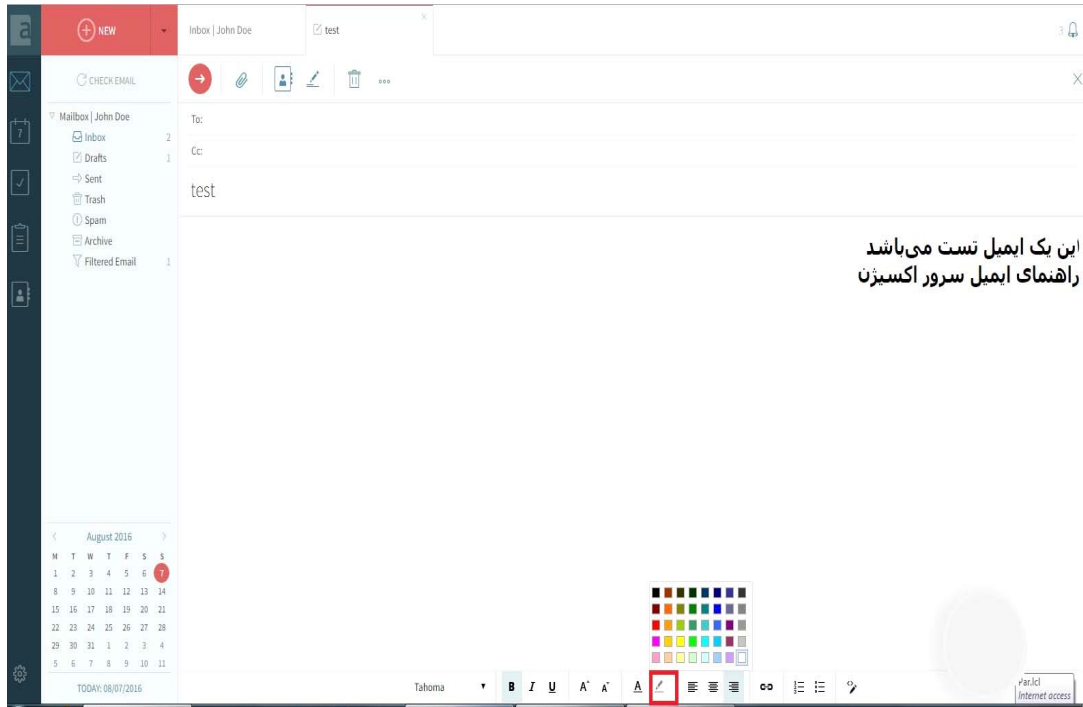 a
NEW
Inbox | John Doe
test
x
3
CHECK EMAIL
X
7
Mailbox | John Doe
Inbox 2
Drafts 1
Sent
Trash
Spam
Archive
Filtered Email 1
To:
Cc:
test
این یک ایمیل تست می‌باشد
راهنمای ایمیل سرور اکسیژن
August 2016
M T W T F S S
1 2 3 4 5 6 7
8 9 10 11 12 13 14
15 16 17 18 19 20 21
22 23 24 25 26 27 28
29 30 31 1 2 3 4
5 6 7 8 9 10 11
TODAY: 08/07/2016
Tahoma B I U A A A
Par.lcl
Internet access